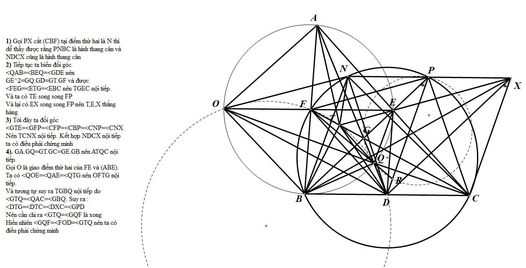 1) Gọi PX cắt (CBF) tại điểm thứ hai là N thì
dễ thấy được rằng PNBC là hình thang cân và
NDCX cũng là hình thang cân
2) Tiếp tục ta biến đổi góc
<QAB=<BEQ=<GDE nên
GE^2=GQ.GD=GT.GF và được
<FEG=<ETG=<EBC nên TGEC nội tiếp.
Và ta có TE song song FP
Và lại có EX song song FP nên T,E,X thẳng
hàng
3) Tới đây ta đổi góc
<GTE=<GFP=<CFP=<CBP=<CNP=<CNX
Nên TCNX nội tiếp. Kết hợp NDCX nội tiếp
ta có điều phải chứng minh
4). GA.GQ=GT.GC=GE.GB nên ATQC nội
tiếp.
Gọi O là giao điểm thứ hai của FE và (ABE).
Ta có <QOE=<QAE=<QTG nên OFTG nội
tiếp.
Và tương tự suy ra TGBQ nội tiếp do
<GTQ=<QAC=<GBQ. Suy ra :
<DTG=<DTC=<DXC=<GPD
Nên cần chỉ ra <GTQ=<GQF là xong
Hiển nhiên <GQF=<FOD=<GTQ nên ta có
điều phải chứng minh
A
N
P
X
O
F
E
G
Q
R
B
D
C